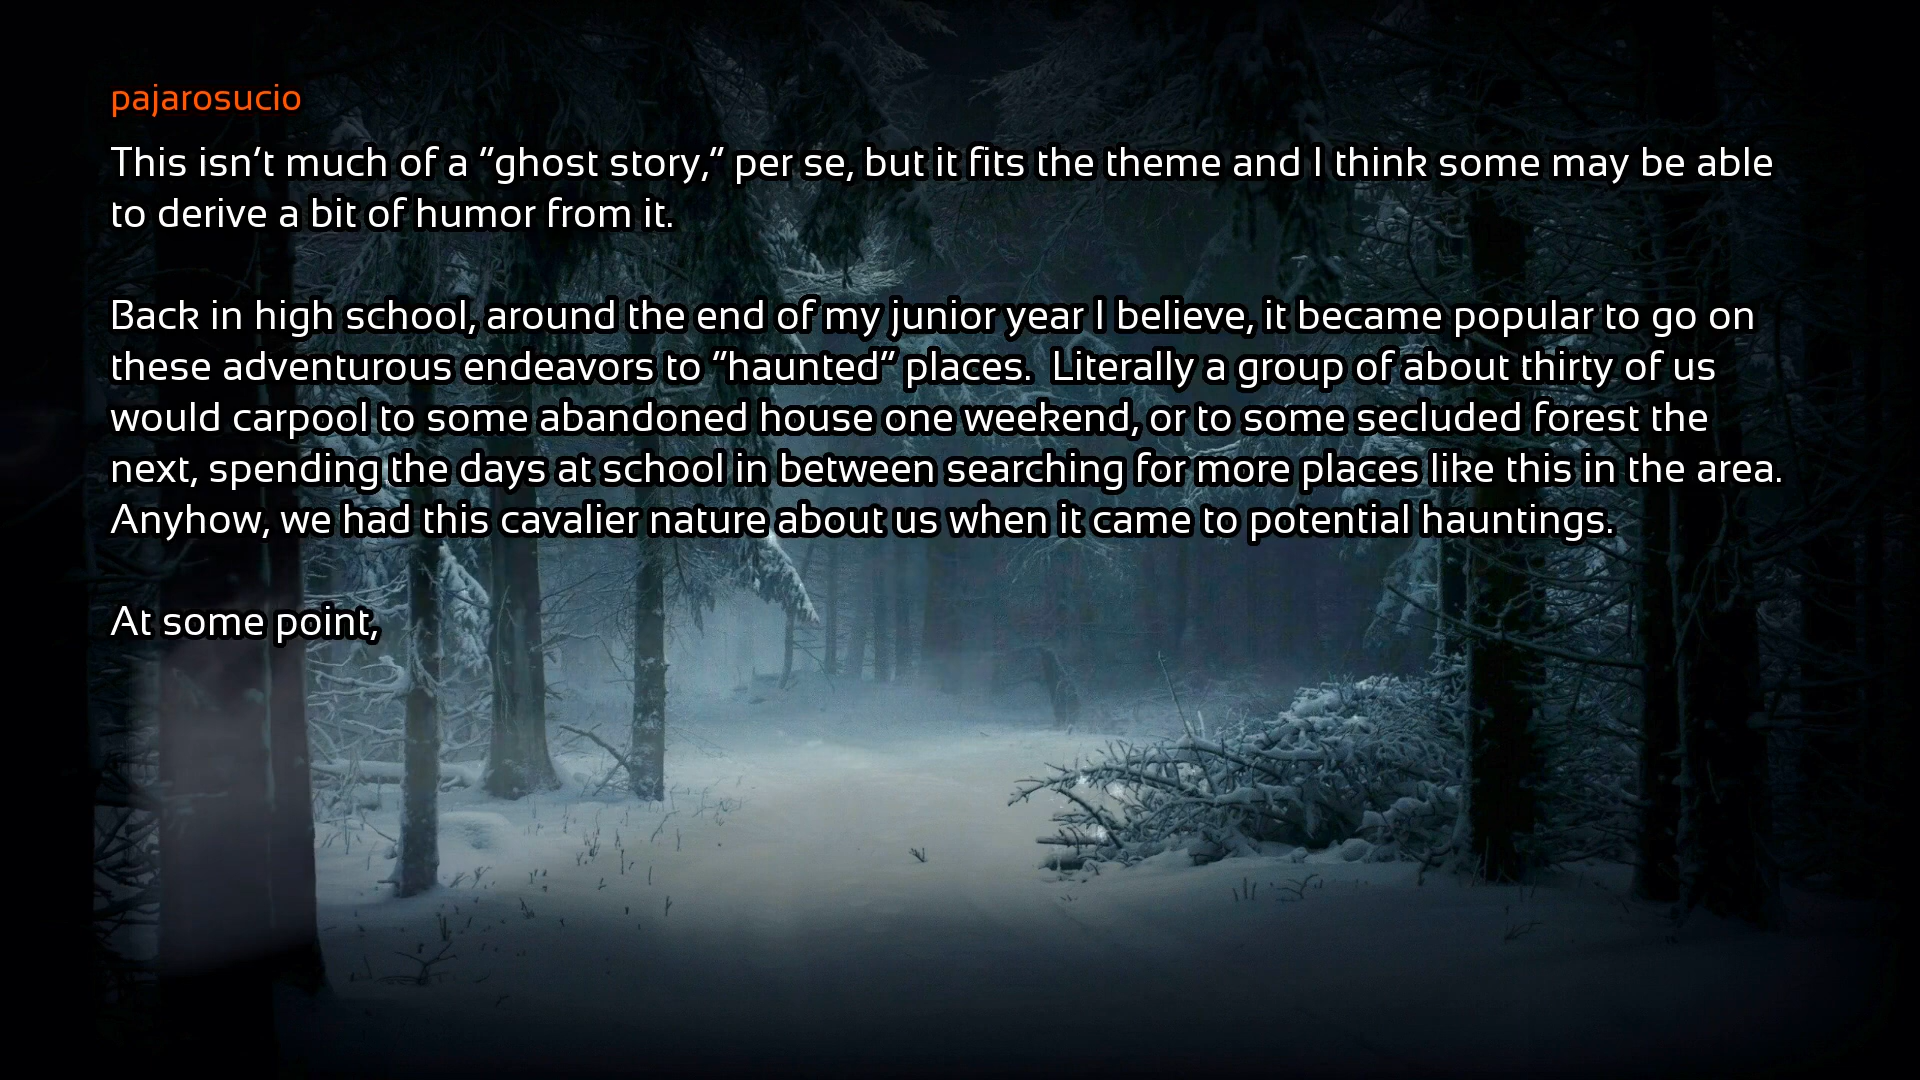 pajarosucio
This isn’t much of a “ghost story,” per se, but it fits the theme and I think some may be able
to derive a bit of humor from it.
Back in high school, around the end of my junior year I believe, it became popular to go on
these adventurous endeavors to “haunted” places.  Literally a group of about thirty of us
would carpool to some abandoned house one weekend, or to some secluded forest the
next, spending the days at school in between searching for more places like this in the area.
Anyhow, we had this cavalier nature about us when it came to potential hauntings.
At some point,